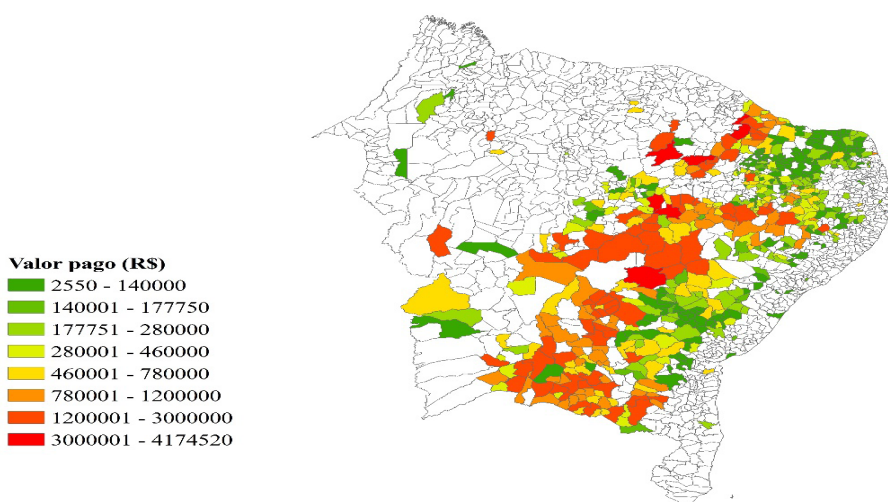 Valor pago (R$)
2550 - 140000
140001 - 177750
177751 - 280000
280001 - 460000
460001 - 780000
780001 - 1200000
1200001 - 3000000
3000001 - 4174520